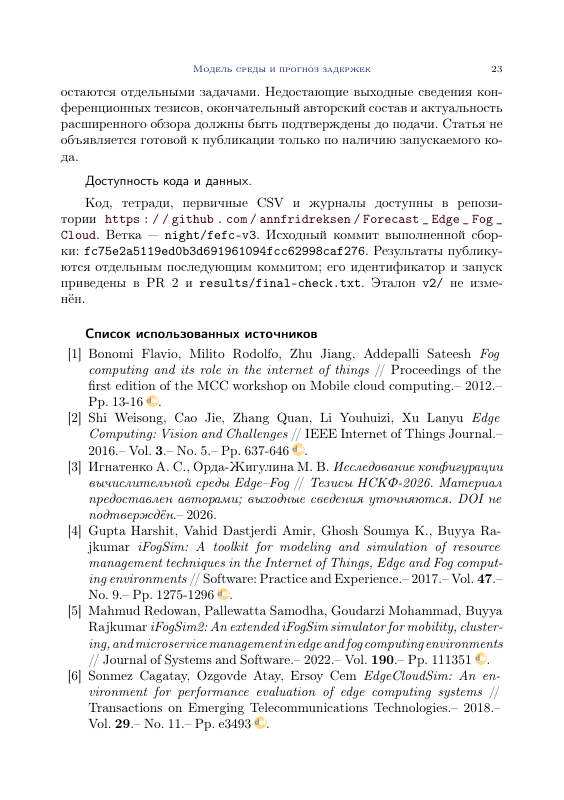 Модель среды и прогноз задержек 23
остаются отдельными задачами. Недостающие выходные сведения кон-
ференционных тезисов, окончательный авторский состав и актуальность
расширенного обзора должны быть подтверждены до подачи. Статья не
объявляется готовой к публикации только по наличию запускаемого ко-
да.
Доступность кода и данных.
Код, тетради, первичные CSV и журналы доступны в репози-
тории https://github.com/annfridreksen/Forecast_Edge_Fog_
Cloud. Ветка — night/fefc-v3. Исходный коммит выполненной сбор-
ки: fc75e2a5119ed0b3d691961094fcc62998caf276. Результаты публику-
ются отдельным последующим коммитом; его идентификатор и запуск
приведены в PR 2 и results/final-check.txt. Эталон v2/ не изме-
нён.
Список использованных источников
[1] Bonomi Flavio, Milito Rodolfo, Zhu Jiang, Addepalli Sateesh Fog
computing and its role in the internet of things // Proceedings of the
first edition of the MCC workshop on Mobile cloud computing.– 2012.–
Pp. 13-16 .
[2] Shi Weisong, Cao Jie, Zhang Quan, Li Youhuizi, Xu Lanyu Edge
Computing: Vision and Challenges // IEEE Internet of Things Journal.–
2016.– Vol. 3.– No. 5.– Pp. 637-646 .
[3] Игнатенко А. С., Орда-Жигулина М. В. Исследование конфигурации
вычислительной среды Edge–Fog // Тезисы НСКФ-2026. Материал
предоставлен авторами; выходные сведения уточняются. DOI не
подтверждён.– 2026.
[4] Gupta Harshit, Vahid Dastjerdi Amir, Ghosh Soumya K., Buyya Ra-
jkumar iFogSim: A toolkit for modeling and simulation of resource
management techniques in the Internet of Things, Edge and Fog comput-
ing environments // Software: Practice and Experience.– 2017.– Vol. 47.–
No. 9.– Pp. 1275-1296 .
[5] Mahmud Redowan, Pallewatta Samodha, Goudarzi Mohammad, Buyya
Rajkumar iFogSim2: An extended iFogSim simulator for mobility, cluster-
ing, and microservice management in edge and fog computing environments
// Journal of Systems and Software.– 2022.– Vol. 190.– Pp. 111351 .
[6] Sonmez Cagatay, Ozgovde Atay, Ersoy Cem EdgeCloudSim: An en-
vironment for performance evaluation of edge computing systems //
Transactions on Emerging Telecommunications Technologies.– 2018.–
Vol. 29.– No. 11.– Pp. e3493 .